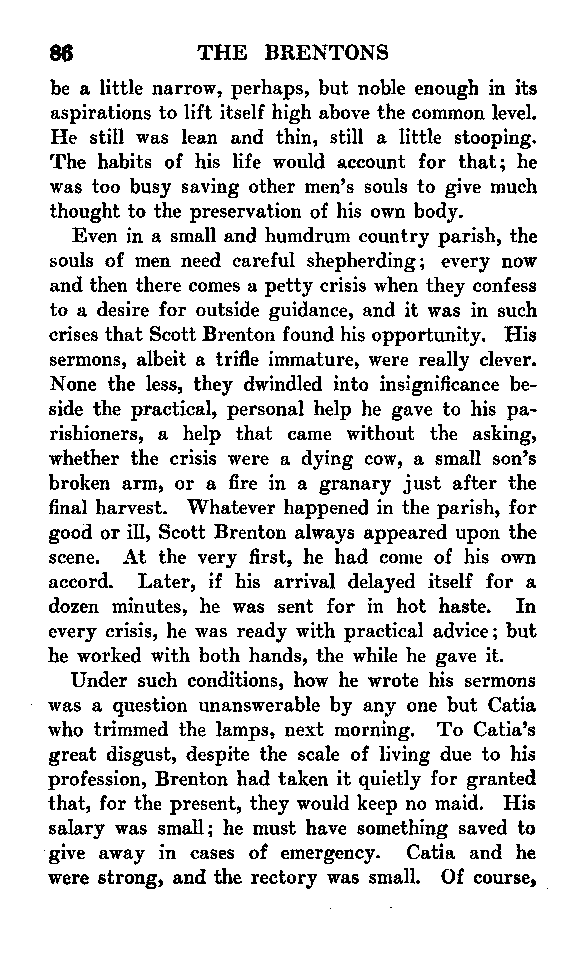 86 THE BRENTONS
be a little narrow, perhaps, but noble enough in its
aspirations to lift itself high above the common level.
He still was lean and thin, still a little stooping.
The habits of his life would account for that; he
was too busy saving other men's souls to give much
thought to the preservation of his own body.
Even in a small and humdrum country parish, the
souls of men need careful shepherding; every now
and then there comes a petty crisis when they confess
to a desire for outside guidance, and it was in such
crises that Scott Brenton found his opportunity. His
sermons, albeit a trifle immature, were really clever.
None the less, they dwindled into insignificance be-
side the practical, personal help he gave to his pa-
rishioners, a help that came without the asking,
whether the crisis were a dying cow, a small son's
broken arm, or a fire in a granary just after the
final harvest. Whatever happened in the parish, for
good or ill, Scott Brenton always appeared upon the
scene. At the very first, he had come of his own
accord. Later, if his arrival delayed itself for a
dozen minutes, he was sent for in hot haste. In
every crisis, he was ready with practical advice; but
he worked with both hands, the while he gave it.
Under such conditions, how he wrote his sermons
was a question unanswerable by any one but Catia
who trimmed the lamps, next morning. To Catia's
great disgust, despite the scale of living due to his
profession, Brenton had taken it quietly for granted
that, for the present, they would keep no maid. His
salary was small; he must have something saved to
give away in cases of emergency. Catia and he
were strong, and the rectory was small. Of course,